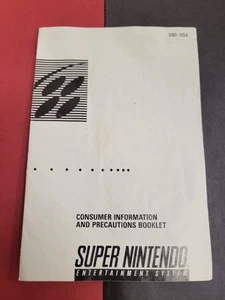 SNS-USA
CONSUMER INFORMATION
AND PRECAUTIONS BOOKLET
SUPER NINTENDO
ENTERTAINMENT SYSTEM